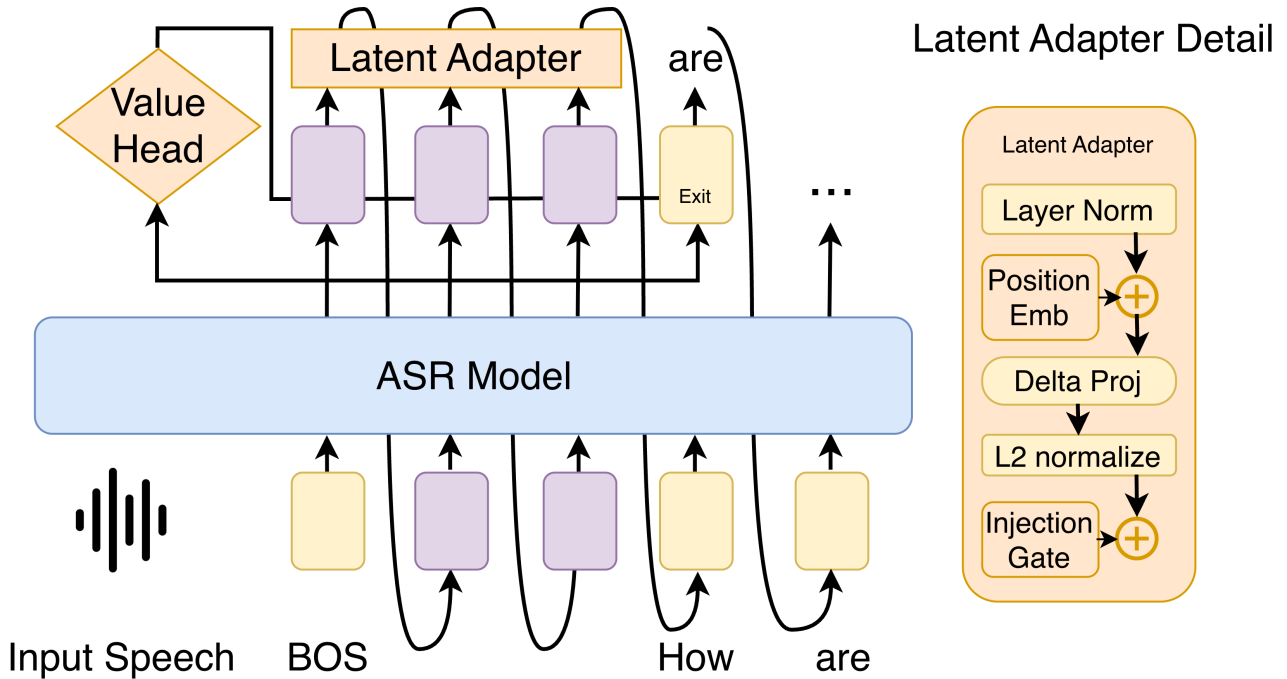 Latent Adapter
are
Value
Head
Exit
...
ASR Model
Input Speech
BOS
How
are
Latent Adapter Detail
Latent Adapter
Layer Norm
Position
Emb
Delta Proj
L2 normalize
Injection
Gate